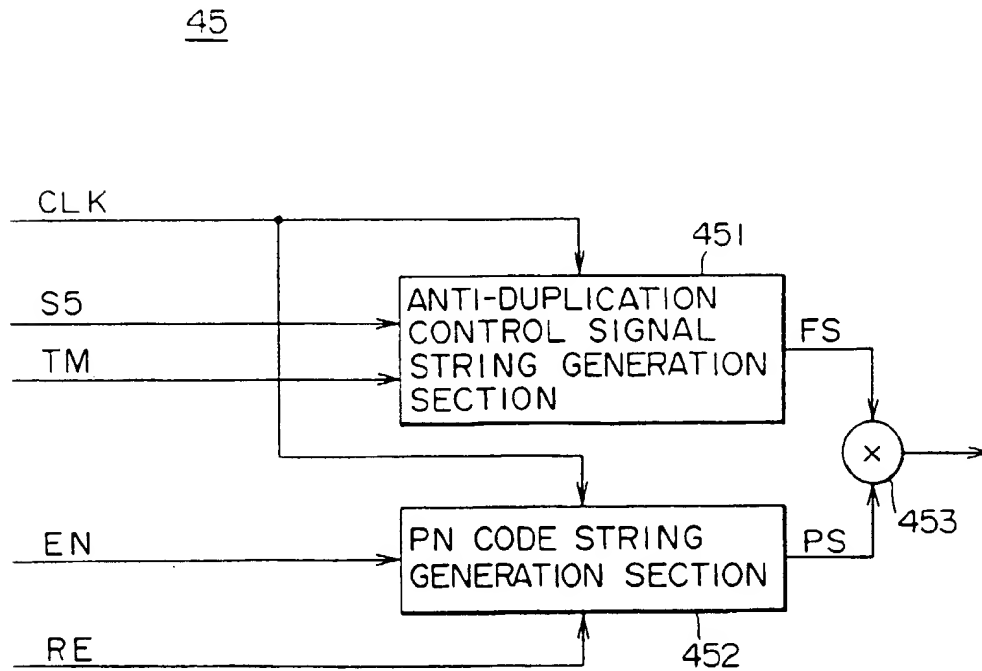 45
CLK
451
S5
ANTI-DUPLICATION
CONTROL SIGNAL
STRING GENERATION
SECTION
FS
TM
×
453
EN
PN CODE STRING
GENERATION SECTION
PS
RE
452